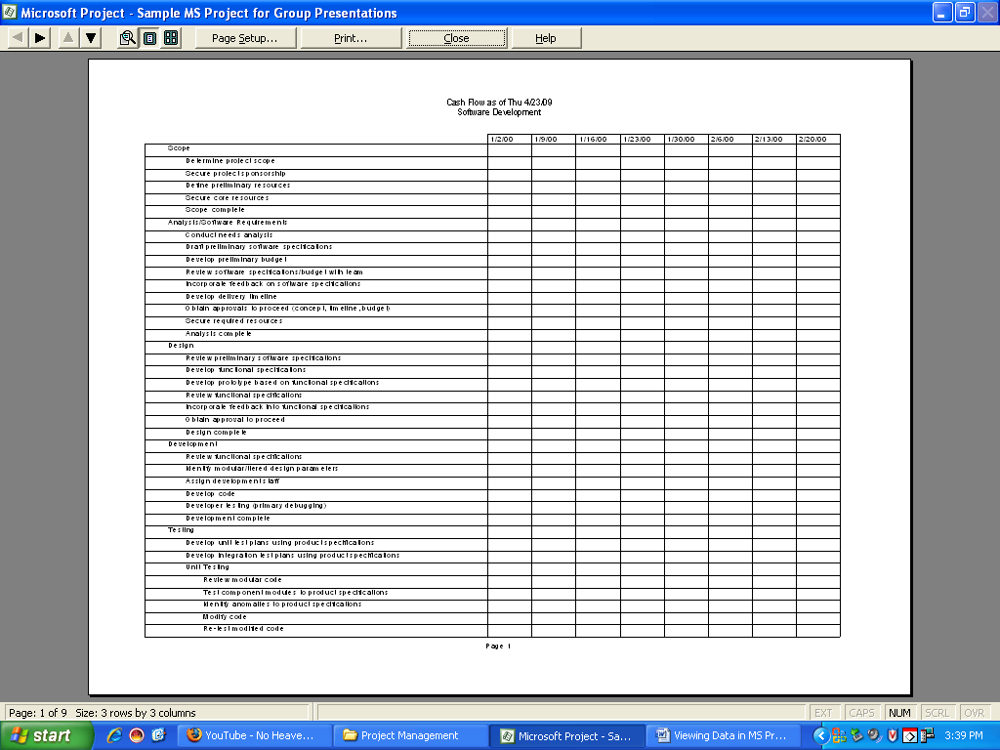 Microsoft Project - Sample MS Project for Group Presentations
Page Setup... Print... Close Help
Cash Flow as of Thu 4/23/09
Software Development
1/2/00 1/9/00 1/16/00 1/23/00 1/30/00 2/6/00 2/13/00 2/20/00
Scope
Determine project scope
Secure project sponsorship
Define preliminary resources
Secure core resources
Scope complete
Analysis/Software Requirements
Conduct needs analysis
Draft preliminary software specifications
Develop preliminary budget
Review software specifications/budget with team
Incorporate feedback on software specifications
Develop delivery timeline
Obtain approvals to proceed (concept, timeline, budget)
Secure required resources
Analysis complete
Design
Review preliminary software specifications
Develop functional specifications
Develop prototype based on functional specifications
Review functional specifications
Incorporate feedback into functional specifications
Obtain approval to proceed
Design complete
Development
Review functional specifications
Identify modular/tiered design parameters
Assign development staff
Develop code
Developer testing (primary debugging)
Development complete
Testing
Develop unit test plans using product specifications
Develop integration test plans using product specifications
Unit Testing
Review modular code
Test component modules to product specifications
Identify anomalies to product specifications
Modify code
Re-test modified code
Page 1
Page: 1 of 9 Size: 3 rows by 3 columns EXT CAPS NUM SCRL OVR
start YouTube - No Heave... Project Management Microsoft Project - Sa... Viewing Data in MS Pr... 3:39 PM